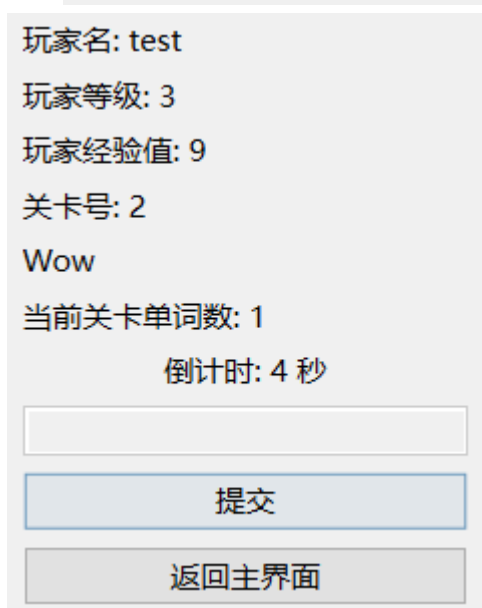 玩家名: test
玩家等级: 3
玩家经验值: 9
关卡号: 2
Wow
当前关卡单词数: 1
倒计时: 4 秒
提交
返回主界面